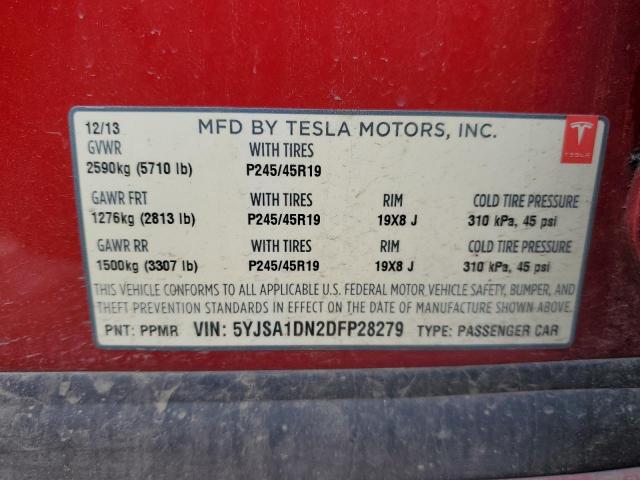 12/13 MFD BY TESLA MOTORS, INC.
GVWR WITH TIRES
2590kg (5710 lb) P245/45R19
TESLA
GAWR FRT WITH TIRES RIM COLD TIRE PRESSURE
1276kg (2813 lb) P245/45R19 19X8 J 310 kPa, 45 psi
GAWR RR WITH TIRES RIM COLD TIRE PRESSURE
1500kg (3307 lb) P245/45R19 19X8 J 310 kPa, 45 psi
THIS VEHICLE CONFORMS TO ALL APPLICABLE U.S. FEDERAL MOTOR VEHICLE SAFETY, BUMPER, AND
THEFT PREVENTION STANDARDS IN EFFECT ON THE DATE OF MANUFACTURE SHOWN ABOVE.
PNT: PPMR VIN: 5YJSA1DN2DFP28279 TYPE: PASSENGER CAR